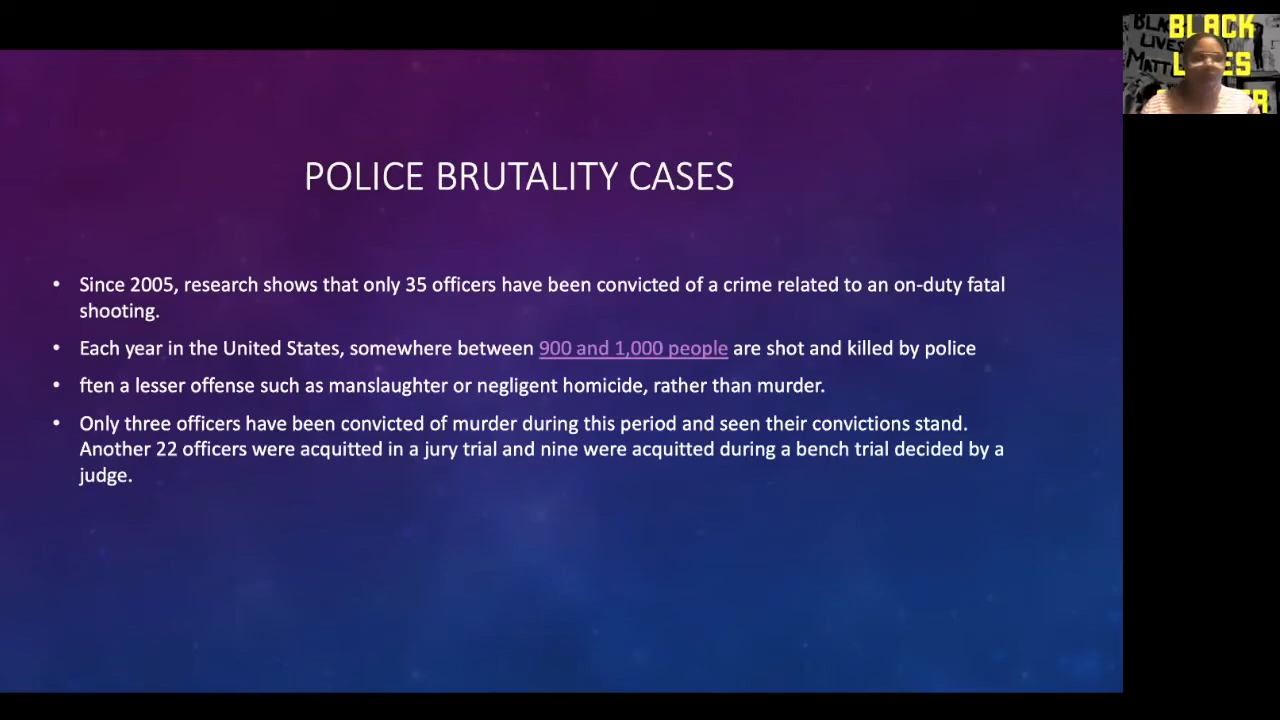 POLICE BRUTALITY CASES
• Since 2005, research shows that only 35 officers have been convicted of a crime related to an on-duty fatal
shooting.
• Each year in the United States, somewhere between 900 and 1,000 people are shot and killed by police
• ften a lesser offense such as manslaughter or negligent homicide, rather than murder.
• Only three officers have been convicted of murder during this period and seen their convictions stand.
Another 22 officers were acquitted in a jury trial and nine were acquitted during a bench trial decided by a
judge.
BLACK
LIVES